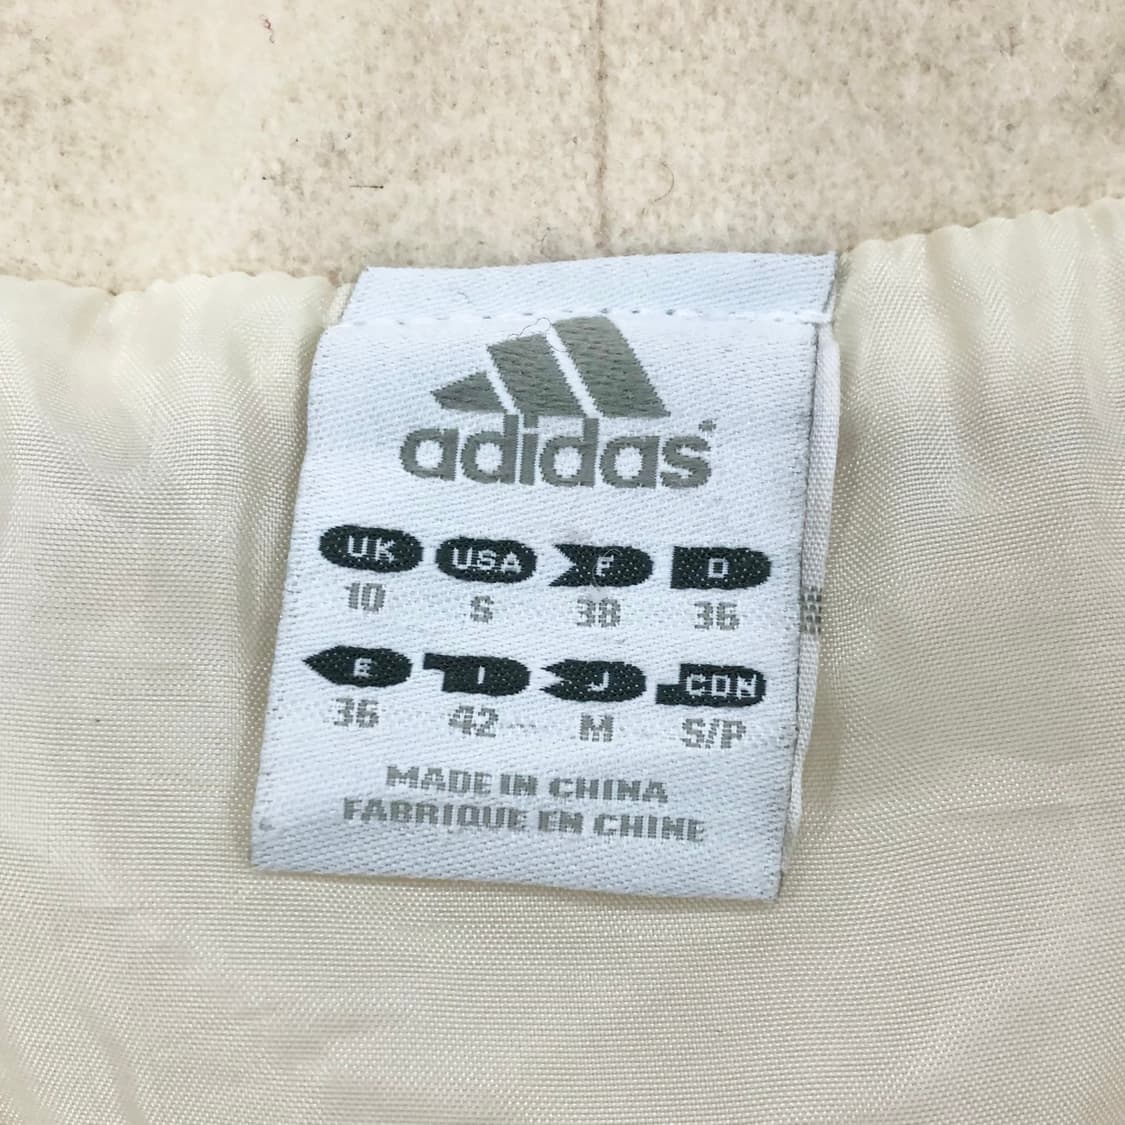 adidas
UK USA F D
10 S 38 36
E I J CDN
36 42 M S/P
MADE IN CHINA
FABRIQUE EN CHINE